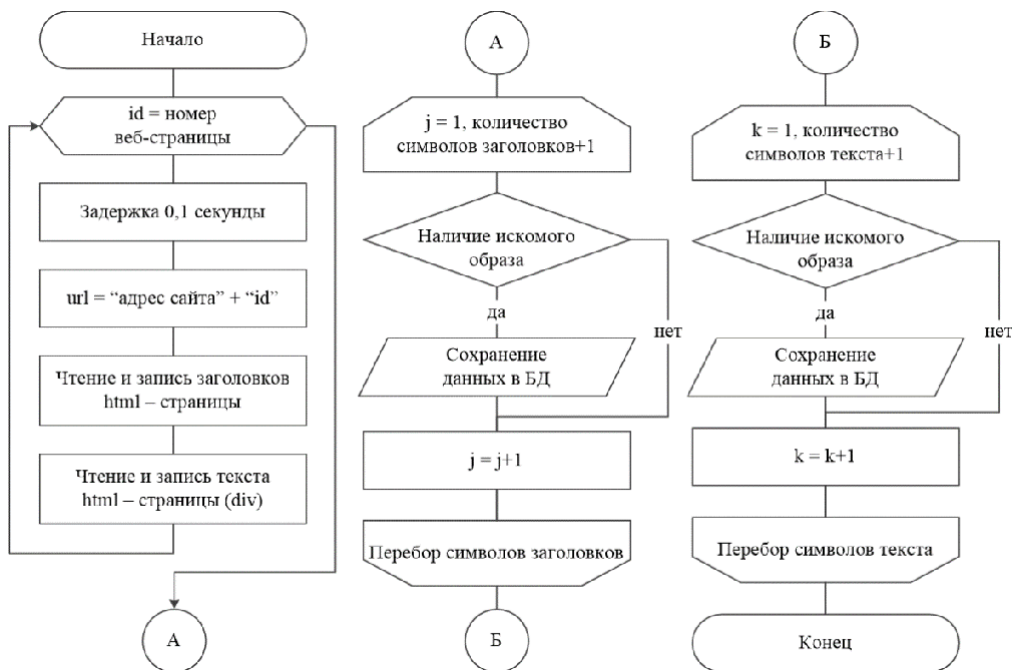 Начало
id = номер
веб-страницы
Задержка 0,1 секунды
url = “адрес сайта” + “id”
Чтение и запись заголовков
html – страницы
Чтение и запись текста
html – страницы (div)
А
А
j = 1, количество
символов заголовков+1
Наличие искомого
образа
да
нет
Сохранение
данных в БД
j = j+1
Перебор символов заголовков
Б
Б
k = 1, количество
символов текста+1
Наличие искомого
образа
да
нет
Сохранение
данных в БД
k = k+1
Перебор символов текста
Конец